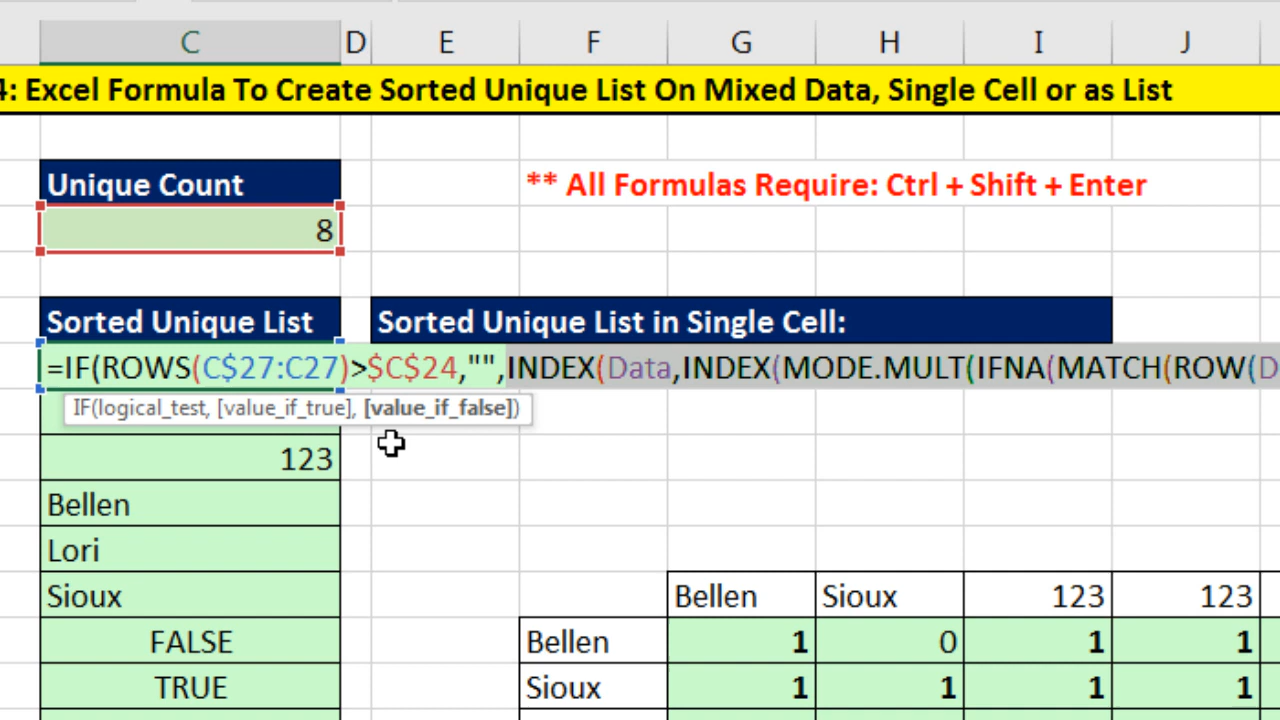 C D E F G H I J
4: Excel Formula To Create Sorted Unique List On Mixed Data, Single Cell or as List
Unique Count
** All Formulas Require: Ctrl + Shift + Enter
8
Sorted Unique List
Sorted Unique List in Single Cell:
=IF(ROWS(C$27:C27)>$C$24,"",INDEX(Data,INDEX(MODE.MULT(IFNA(MATCH(ROW(D
IF(logical_test, [value_if_true], [value_if_false])
123
Bellen
Lori
Sioux
Bellen Sioux 123 123
FALSE
Bellen 1 0 1 1
TRUE
Sioux 1 1 1 1